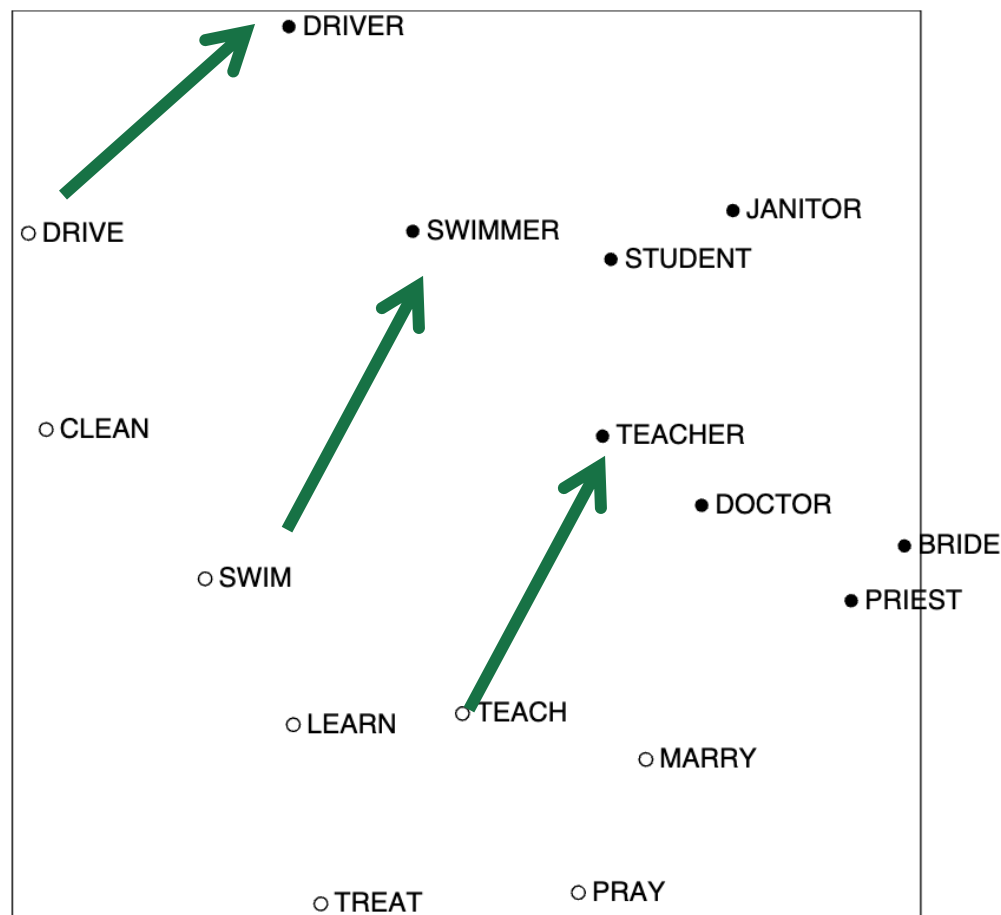 DRIVER
JANITOR
DRIVE
SWIMMER
STUDENT
CLEAN
TEACHER
DOCTOR
BRIDE
SWIM
PRIEST
LEARN
TEACH
MARRY
TREAT
PRAY